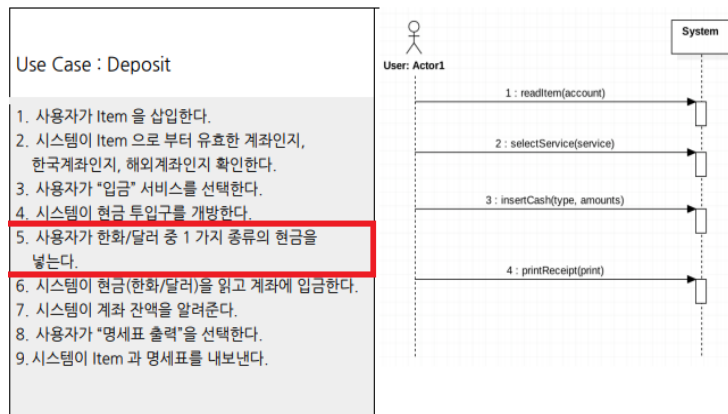 Use Case : Deposit
1. 사용자가 Item 을 삽입한다.
2. 시스템이 Item 으로 부터 유효한 계좌인지,
한국계좌인지, 해외계좌인지 확인한다.
3. 사용자가 “입금” 서비스를 선택한다.
4. 시스템이 현금 투입구를 개방한다.
5. 사용자가 한화/달러 중 1 가지 종류의 현금을
넣는다.
6. 시스템이 현금(한화/달러)을 읽고 계좌에 입금한다.
7. 시스템이 계좌 잔액을 알려준다.
8. 사용자가 “명세표 출력”을 선택한다.
9. 시스템이 Item 과 명세표를 내보낸다.
User: Actor1
System
1 : readItem(account)
2 : selectService(service)
3 : insertCash(type, amounts)
4 : printReceipt(print)